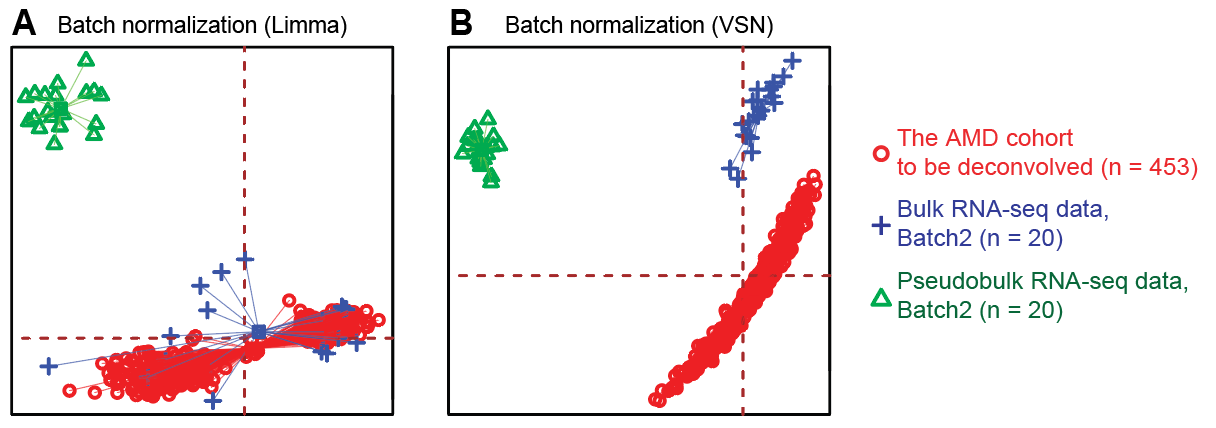 A Batch normalization (Limma)
B Batch normalization (VSN)
The AMD cohort
to be deconvolved (n = 453)
Bulk RNA-seq data,
Batch2 (n = 20)
Pseudobulk RNA-seq data,
Batch2 (n = 20)